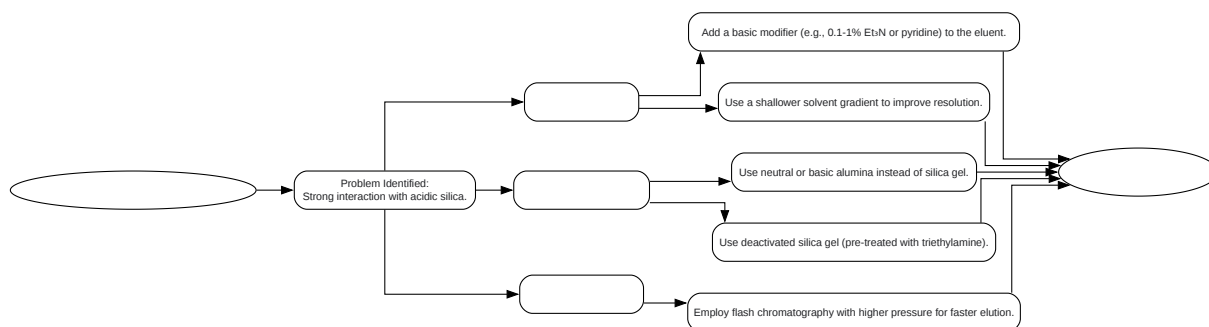 Add a basic modifier (e.g., 0.1-1% Et₃N or pyridine) to the eluent.
Use a shallower solvent gradient to improve resolution.
Problem Identified:
Strong interaction with acidic silica.
Use neutral or basic alumina instead of silica gel.
Use deactivated silica gel (pre-treated with triethylamine).
Employ flash chromatography with higher pressure for faster elution.